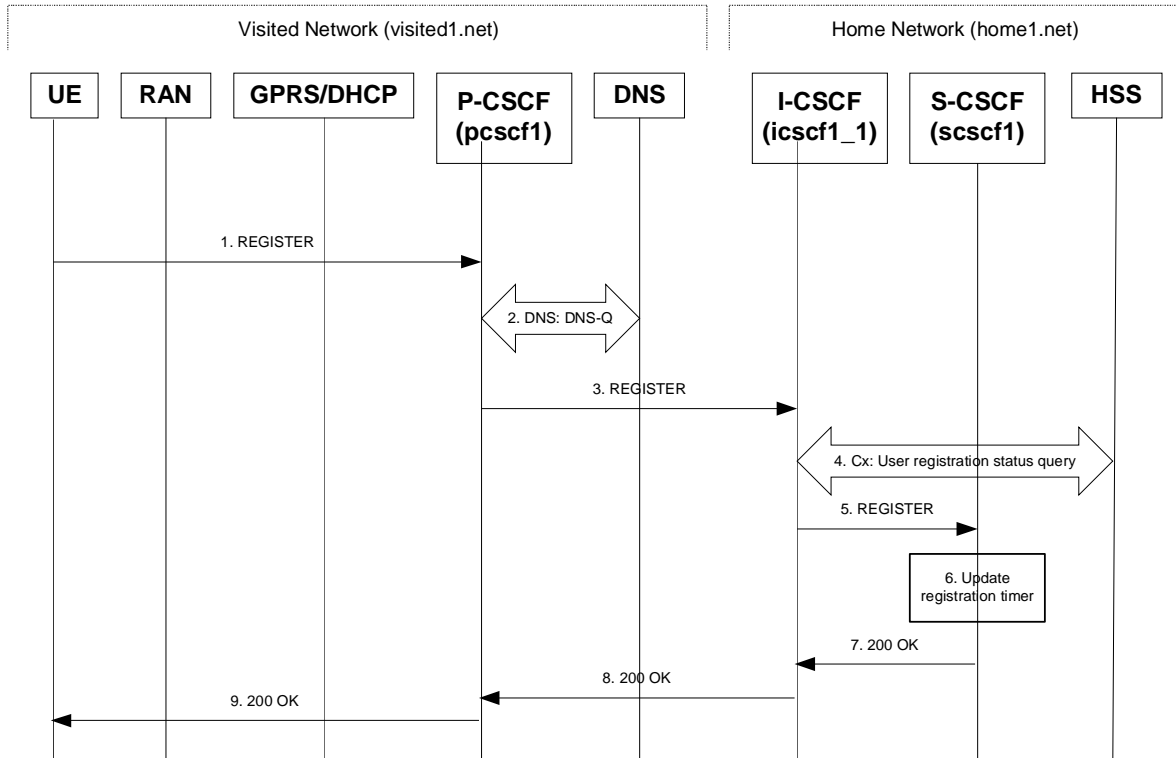 Visited Network (visited1.net)
Home Network (home1.net)
UE
RAN
GPRS/DHCP
P-CSCF
(pcscf1)
DNS
I-CSCF
(icscf1_1)
S-CSCF
(scscf1)
HSS
1. REGISTER
2. DNS: DNS-Q
3. REGISTER
4. Cx: User registration status query
5. REGISTER
6. Update
registration timer
7. 200 OK
8. 200 OK
9. 200 OK